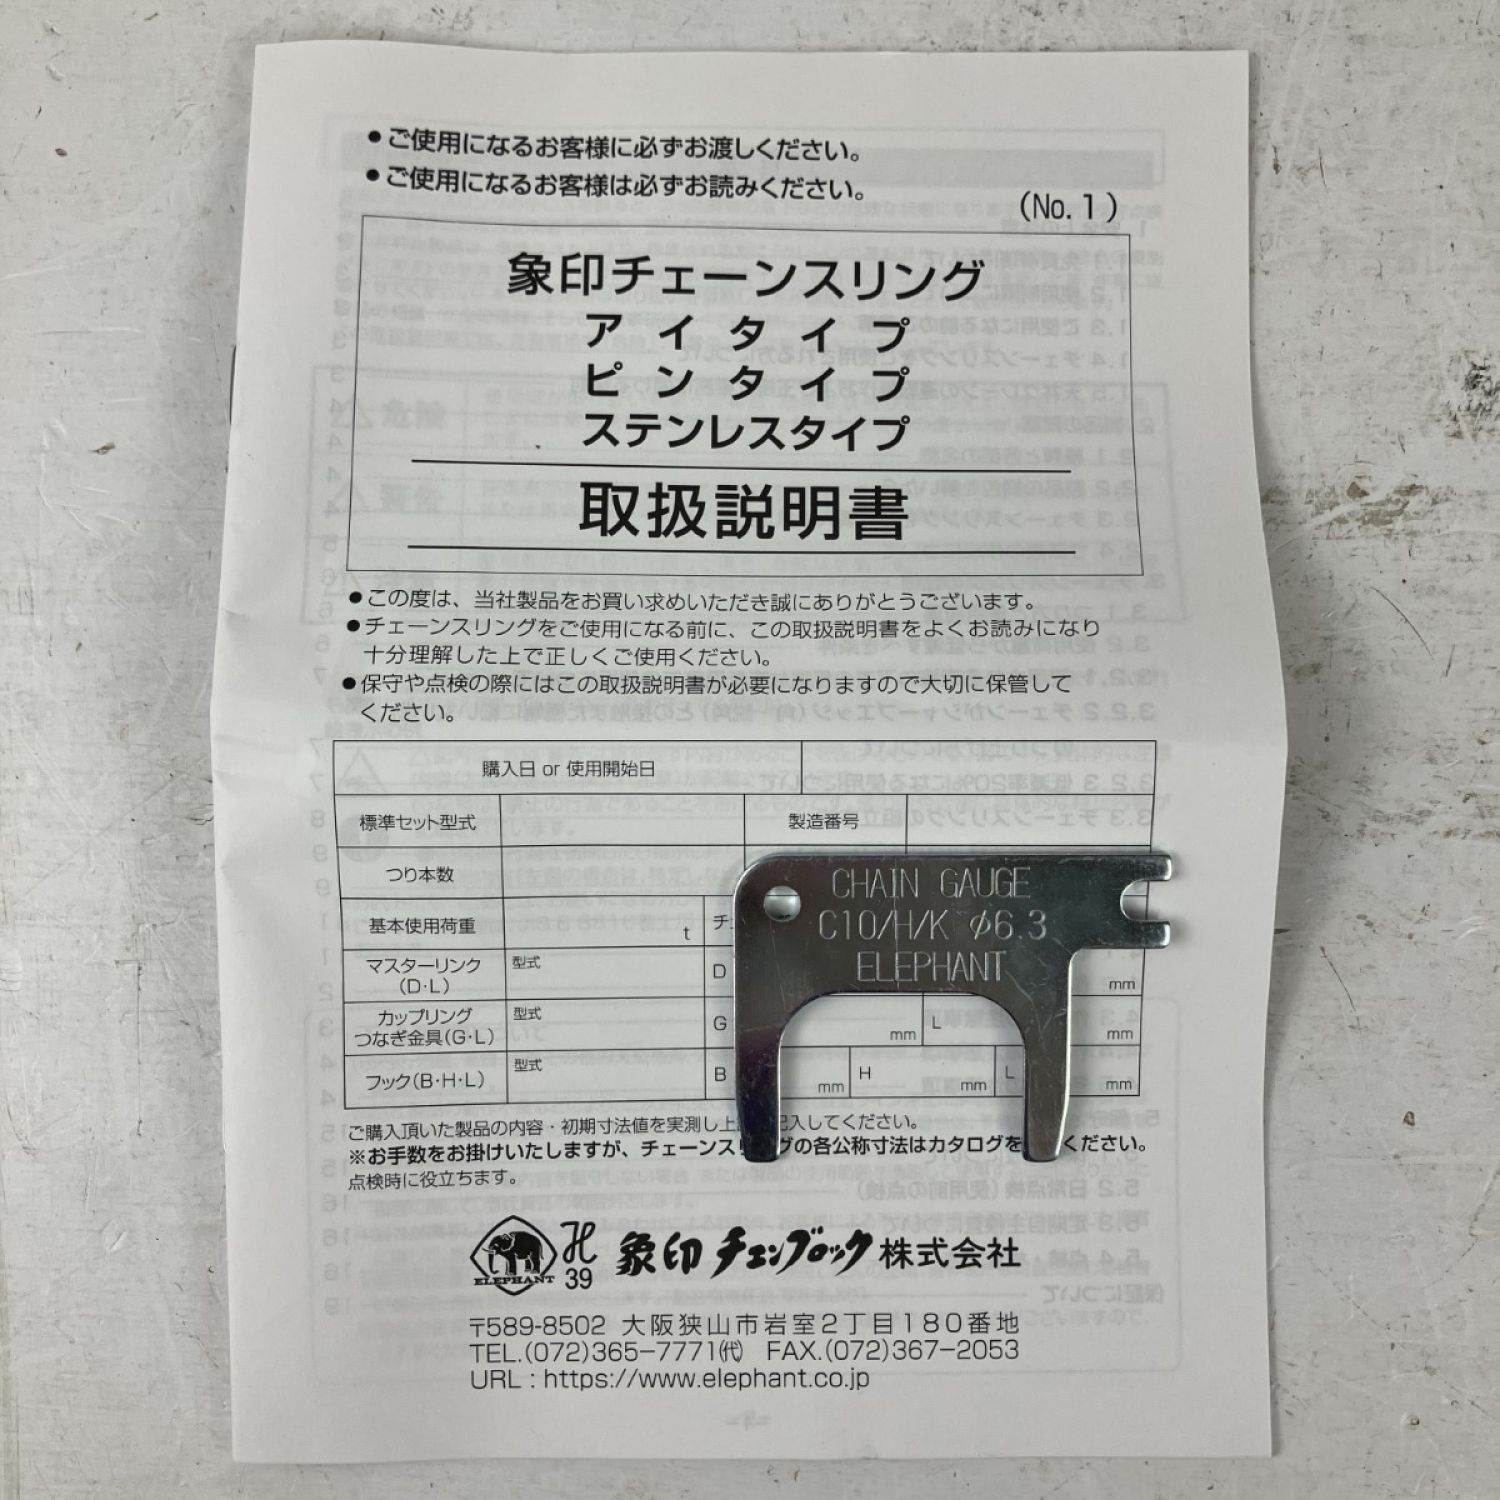 ●ご使用になるお客様に必ずお渡しください。
●ご使用になるお客様は必ずお読みください。
(No.1)
象印チェーンスリング
アイタイプ
ピンタイプ
ステンレスタイプ
取扱説明書
●この度は、当社製品をお買い求めいただき誠にありがとうございます。
●チェーンスリングをご使用になる前に、この取扱説明書をよくお読みになり
十分理解した上で正しくご使用ください。
●保守や点検の際にはこの取扱説明書が必要になりますので大切に保管して
ください。
購入日 or 使用開始日
標準セット型式 製造番号
つり本数
基本使用荷重 t チェ
マスターリンク
(D・L) 型式 D mm
カップリング
つなぎ金具(G・L) 型式 G mm L mm
フック(B・H・L) 型式 B mm H mm L mm
CHAIN GAUGE
C10/H/K φ6.3
ELEPHANT
ご購入頂いた製品の内容・初期寸法値を実測し上 記入してください。
※お手数をお掛けいたしますが、チェーンス グの各公称寸法はカタログを ください。
点検時に役立ちます。
ELEPHANT
39
象印チェンブロック株式会社
〒589-8502 大阪狭山市岩室2丁目180番地
TEL.(072)365-7771㈹ FAX.(072)367-2053
URL : https://www.elephant.co.jp